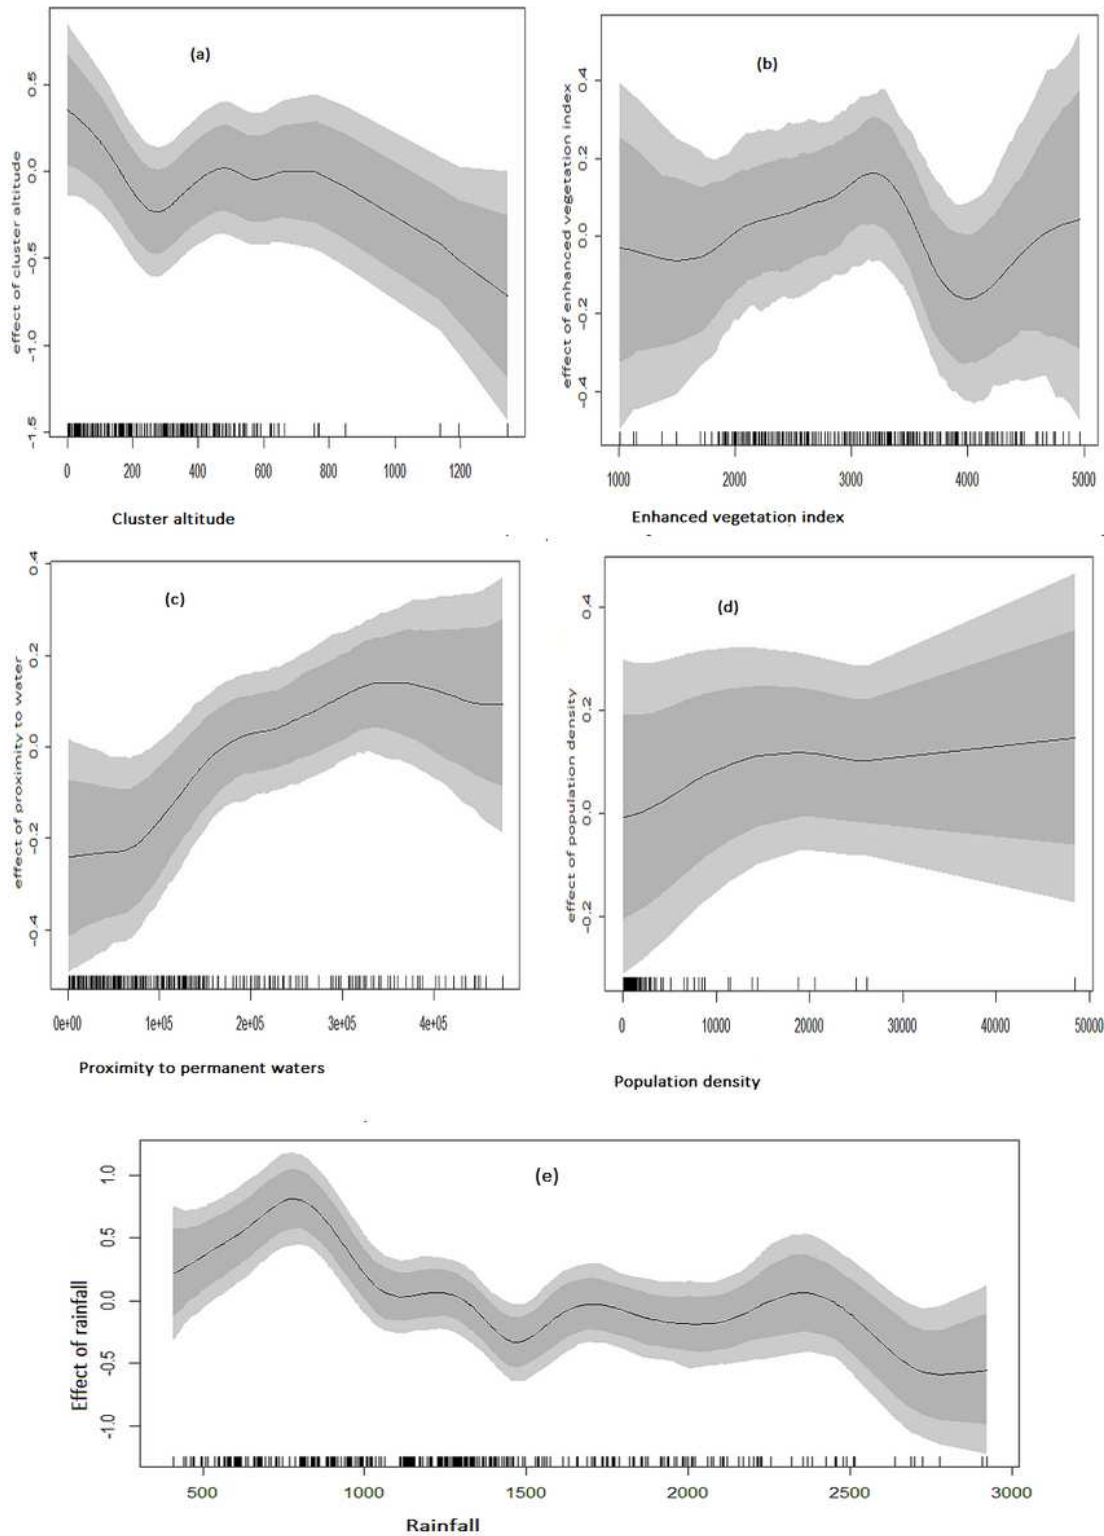 (a)
effect of cluster altitude
0.5
0.0
-0.5
-1.0
-1.5
0 200 400 600 800 1000 1200
Cluster altitude
(b)
effect of enhanced vegetation index
0.4
0.2
0.0
-0.2
-0.4
1000 2000 3000 4000 5000
Enhanced vegetation index
(c)
effect of proximity to water
0.4
0.2
0.0
-0.2
-0.4
0e+00 1e+05 2e+05 3e+05 4e+05
Proximity to permanent waters
(d)
effect of population density
0.4
0.2
0.0
-0.2
0 10000 20000 30000 40000 50000
Population density
(e)
Effect of rainfall
1.0
0.5
0.0
-0.5
-1.0
500 1000 1500 2000 2500 3000
Rainfall